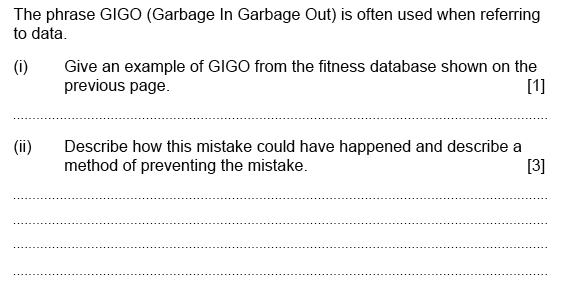 The phrase GIGO (Garbage In Garbage Out) is often used when referring
to data.
(i) Give an example of GIGO from the fitness database shown on the
previous page. [1]
(ii) Describe how this mistake could have happened and describe a
method of preventing the mistake. [3]